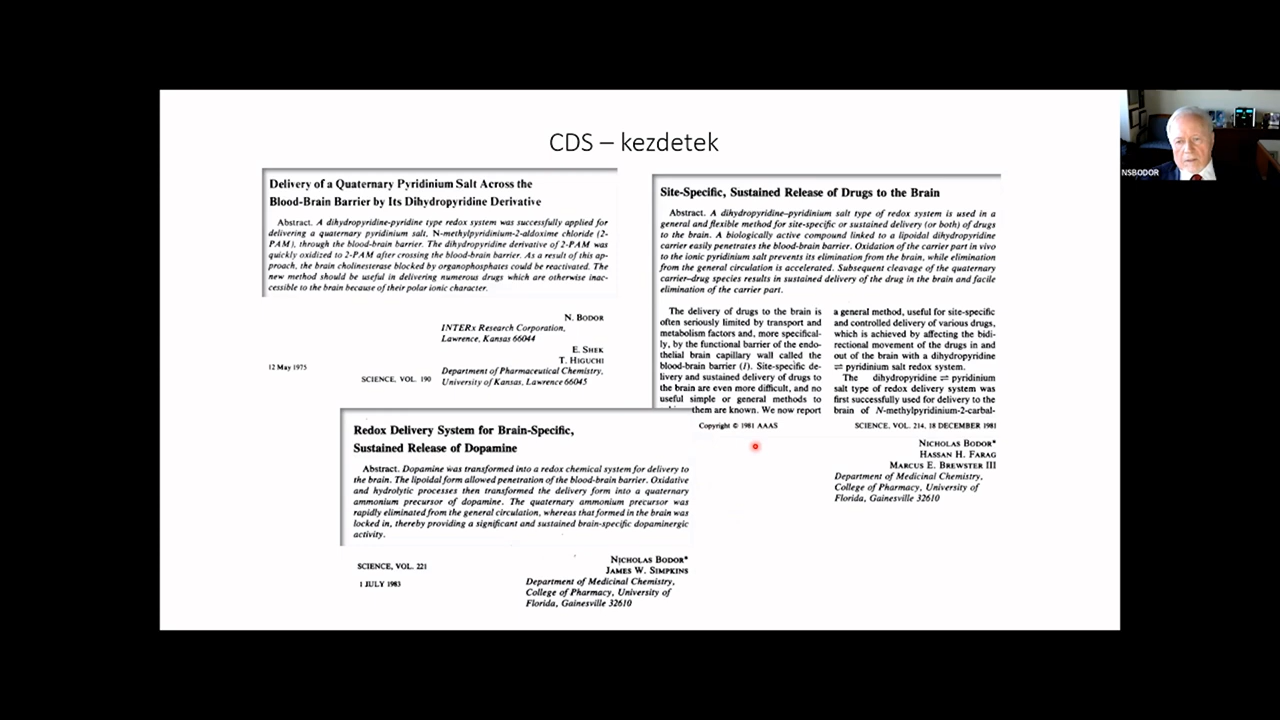 CDS – kezdetek
Delivery of a Quaternary Pyridinium Salt Across the
Blood-Brain Barrier by Its Dihydropyridine Derivative
Abstract. A dihydropyridine-pyridine type redox system was successfully applied for
delivering a quaternary pyridinium salt, N-methylpyridinium-2-aldoxime chloride (2-
PAM), through the blood-brain barrier. The dihydropyridine derivative of 2-PAM was
quickly oxidized to 2-PAM after crossing the blood-brain barrier. As a result of this ap-
proach, the brain cholinesterase blocked by organophosphates could be reactivated. The
new method should be useful in delivering numerous drugs which are otherwise inac-
cessible to the brain because of their polar ionic character.
N. BODOR
INTERx Research Corporation,
Lawrence, Kansas 66044
E. SHEK
T. HIGUCHI
Department of Pharmaceutical Chemistry,
University of Kansas, Lawrence 66045
12 May 1975
SCIENCE, VOL. 190
Site-Specific, Sustained Release of Drugs to the Brain
Abstract. A dihydropyridine–pyridinium salt type of redox system is used in a
general and flexible method for site-specific or sustained delivery (or both) of drugs
to the brain. A biologically active compound linked to a lipoidal dihydropyridine
carrier easily penetrates the blood-brain barrier. Oxidation of the carrier part in vivo
to the ionic pyridinium salt prevents its elimination from the brain, while elimination
from the general circulation is accelerated. Subsequent cleavage of the quaternary
carrier-drug species results in sustained delivery of the drug in the brain and facile
elimination of the carrier part.
The delivery of drugs to the brain is
often seriously limited by transport and
metabolism factors and, more specifical-
ly, by the functional barrier of the endo-
thelial brain capillary wall called the
blood-brain barrier (1). Site-specific de-
livery and sustained delivery of drugs to
the brain are even more difficult, and no
useful simple or general methods to
them are known. We now report
a general method, useful for site-specific
and controlled delivery of various drugs,
which is achieved by affecting the bidi-
rectional movement of the drugs in and
out of the brain with a dihydropyridine
⇌ pyridinium salt redox system.
The dihydropyridine ⇌ pyridinium
salt type of redox delivery system was
first successfully used for delivery to the
brain of N-methylpyridinium-2-carbal-
Copyright © 1981 AAAS
SCIENCE, VOL. 214, 18 DECEMBER 1981
NICHOLAS BODOR*
HASSAN H. FARAG
MARCUS E. BREWSTER III
Department of Medicinal Chemistry,
College of Pharmacy, University of
Florida, Gainesville 32610
Redox Delivery System for Brain-Specific,
Sustained Release of Dopamine
Abstract. Dopamine was transformed into a redox chemical system for delivery to
the brain. The lipoidal form allowed penetration of the blood-brain barrier. Oxidative
and hydrolytic processes then transformed the delivery form into a quaternary
ammonium precursor of dopamine. The quaternary ammonium precursor was
rapidly eliminated from the general circulation, whereas that formed in the brain was
locked in, thereby providing a significant and sustained brain-specific dopaminergic
activity.
SCIENCE, VOL. 221
1 JULY 1983
NICHOLAS BODOR*
JAMES W. SIMPKINS
Department of Medicinal Chemistry,
College of Pharmacy, University of
Florida, Gainesville 32610
NSBODOR